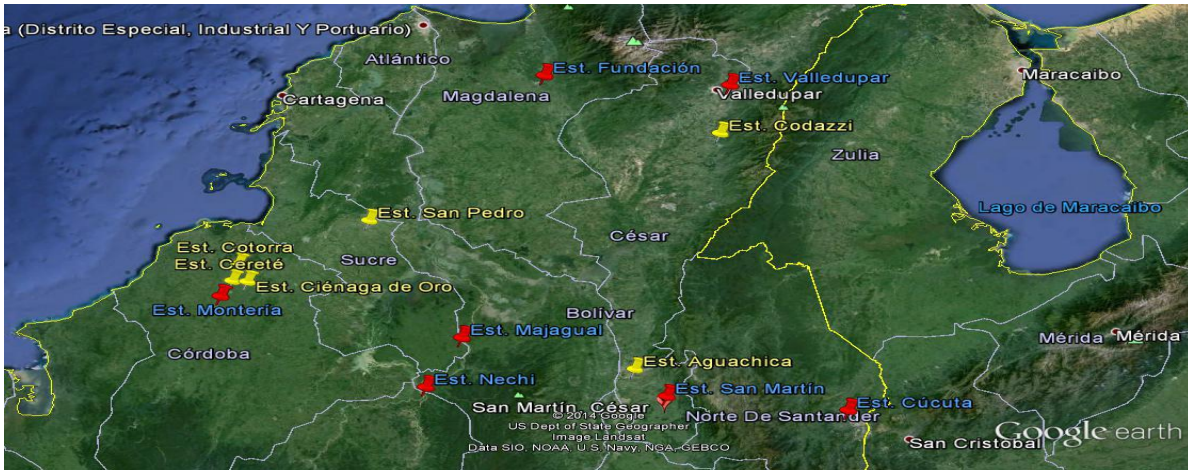 a (Distrito Especial, Industrial Y Portuario)
Atlántico
Est. Fundación
Est. Valledupar
Maracaibo
Cartagena
Magdalena
Valledupar
Est. Codazzi
Zulia
Est. San Pedro
Lago de Maracaibo
César
Est. Cotorra
Sucre
Est. Cereté
Est. Ciénaga de Oro
Est. Montería
Bolívar
Est. Majagual
Mérida
Mérida
Córdoba
Est. Aguachica
Est. Nechi
Est. San Martín
Est. Cúcuta
San Martín, César
Norte De Santander
© 2014 Google
US Dept of State Geographer
Image Landsat
Data SIO, NOAA, U.S. Navy, NGA, GEBCO
San Cristobal
Google earth